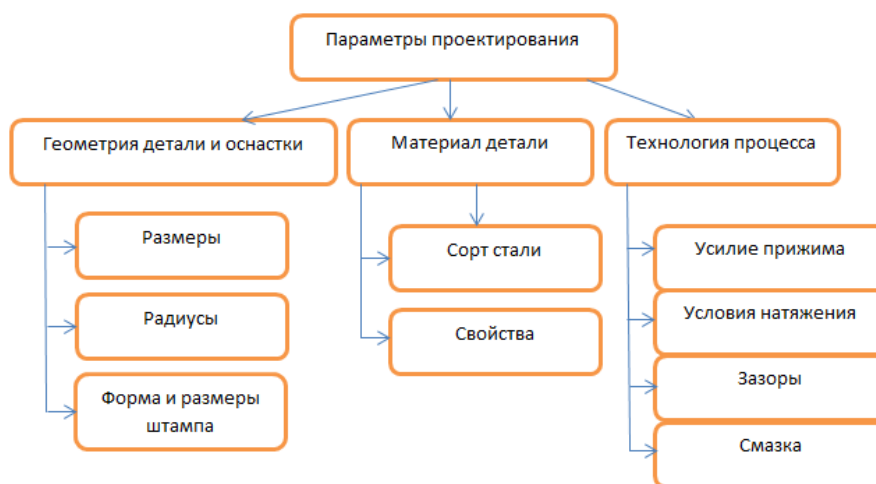 Параметры проектирования
Геометрия детали и оснастки
Материал детали
Технология процесса
Размеры
Радиусы
Форма и размеры
штампа
Сорт стали
Свойства
Усилие прижима
Условия натяжения
Зазоры
Смазка